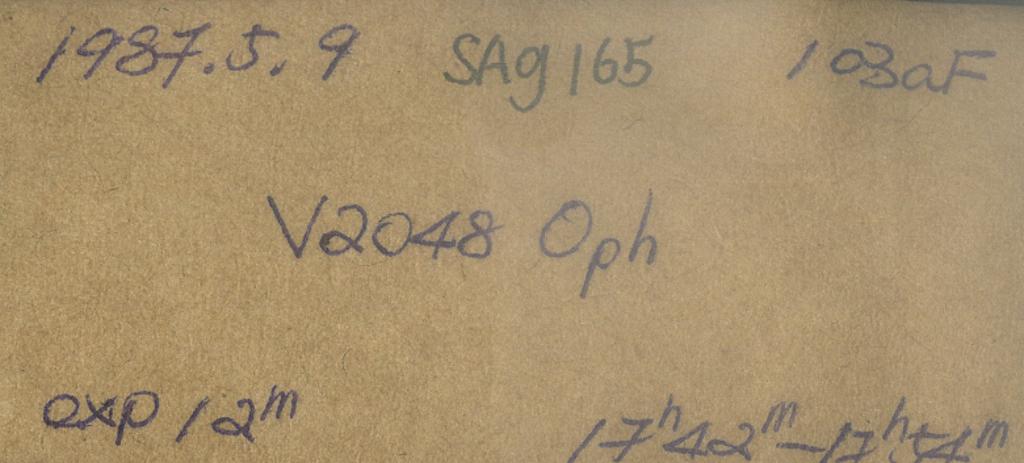 1987.5.9 SAg165 103aF
V2048 Oph
exp 12m 17h42m-17h54m